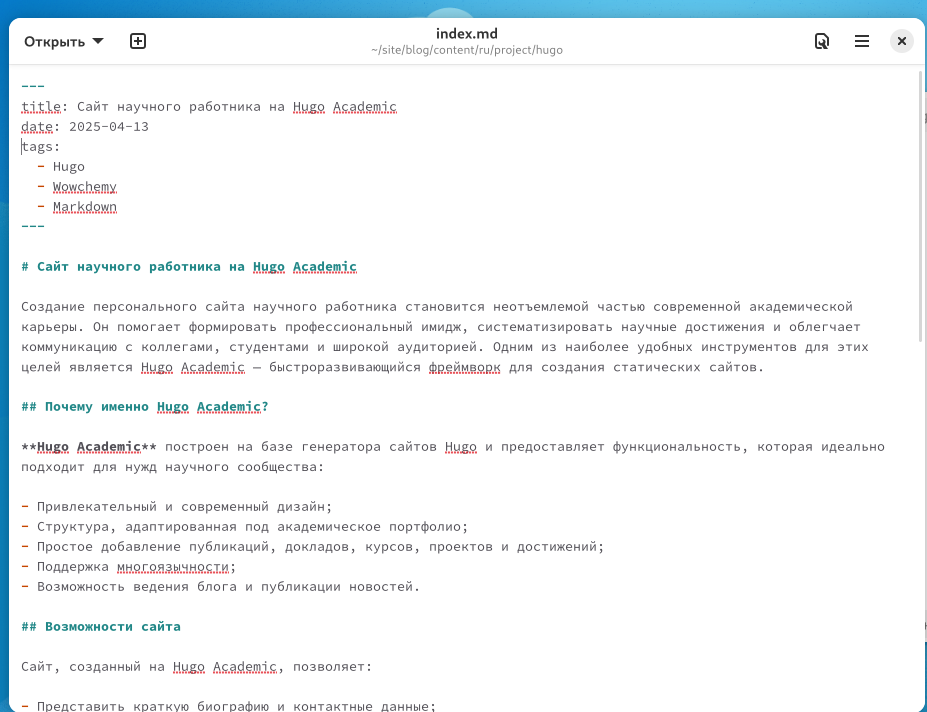 Открыть
index.md
~/site/blog/content/ru/project/hugo
---
title: Сайт научного работника на Hugo Academic
date: 2025-04-13
tags:
- Hugo
- Wowchemy
- Markdown
---
# Сайт научного работника на Hugo Academic
Создание персонального сайта научного работника становится неотъемлемой частью современной академической
карьеры. Он помогает формировать профессиональный имидж, систематизировать научные достижения и облегчает
коммуникацию с коллегами, студентами и широкой аудиторией. Одним из наиболее удобных инструментов для этих
целей является Hugo Academic — быстроразвивающийся фреймворк для создания статических сайтов.
## Почему именно Hugo Academic?
**Hugo Academic** построен на базе генератора сайтов Hugo и предоставляет функциональность, которая идеально
подходит для нужд научного сообщества:
- Привлекательный и современный дизайн;
- Структура, адаптированная под академическое портфолио;
- Простое добавление публикаций, докладов, курсов, проектов и достижений;
- Поддержка многоязычности;
- Возможность ведения блога и публикации новостей.
## Возможности сайта
Сайт, созданный на Hugo Academic, позволяет:
- Представить краткую биографию и контактные данные;